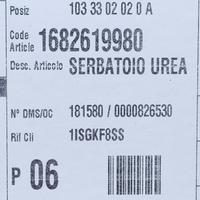 Posiz 103 33 02 02 0 A
Code 1682619980
Article
Desc. Articolo SERBATOIO UREA
N° DMS/OC 181580 / 0000826530
Rif Cli 1ISGKF8SS
P 06